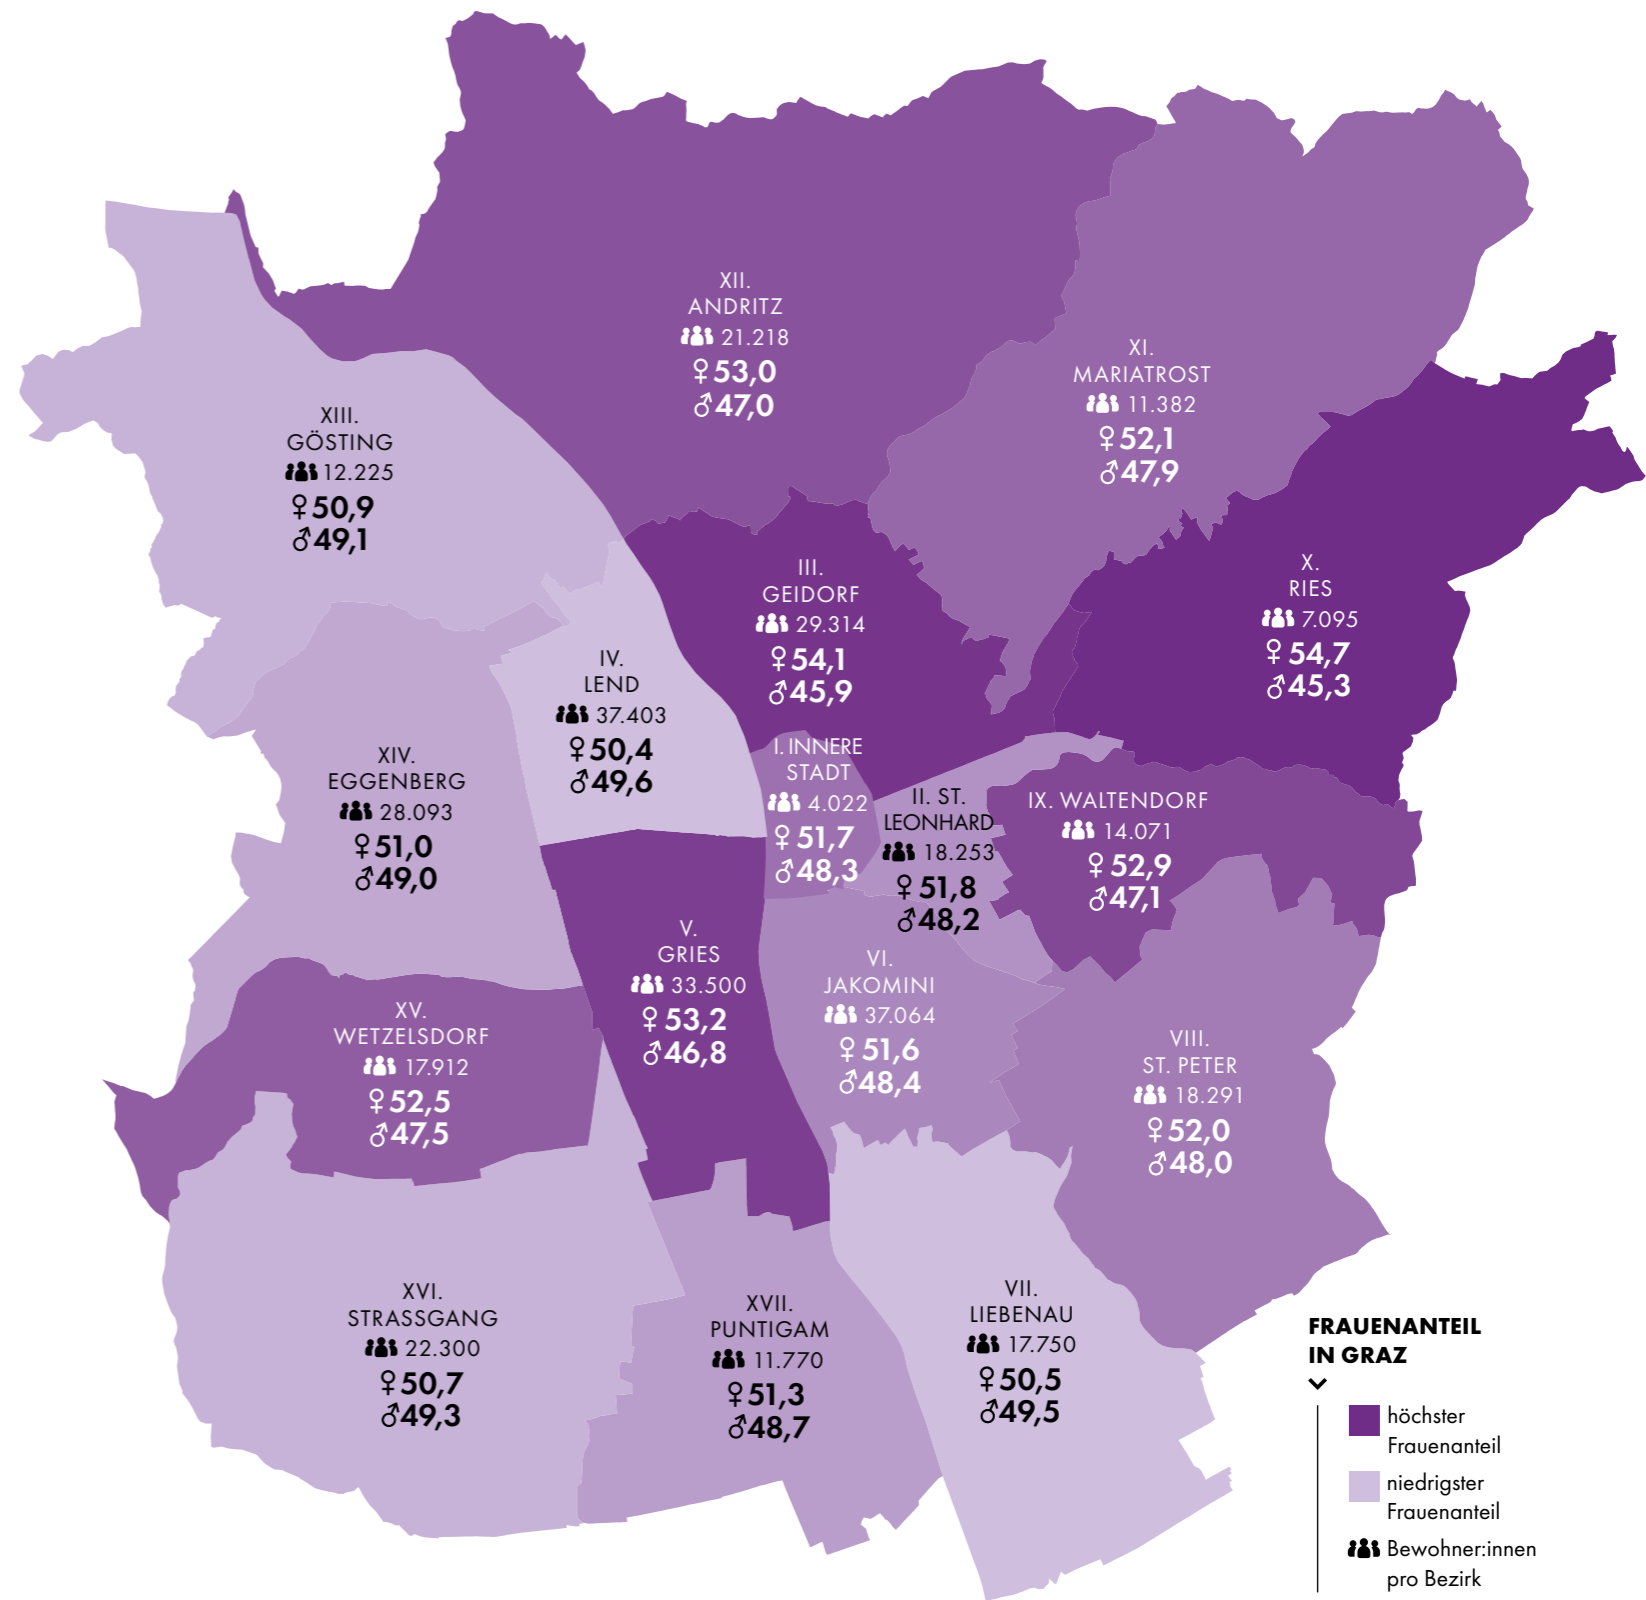 XII.
ANDRITZ
21.218
♀53,0
♂47,0
XI.
MARIATROST
11.382
♀52,1
♂47,9
XIII.
GÖSTING
12.225
♀50,9
♂49,1
III.
GEIDORF
29.314
♀54,1
♂45,9
X.
RIES
7.095
♀54,7
♂45,3
IV.
LEND
37.403
♀50,4
♂49,6
XIV.
EGGENBERG
28.093
♀51,0
♂49,0
I. INNERE
STADT
4.022
♀51,7
♂48,3
II. ST.
LEONHARD
18.253
♀51,8
♂48,2
IX. WALTENDORF
14.071
♀52,9
♂47,1
V.
GRIES
33.500
♀53,2
♂46,8
VI.
JAKOMINI
37.064
♀51,6
♂48,4
XV.
WETZELSDORF
17.912
♀52,5
♂47,5
VIII.
ST. PETER
18.291
♀52,0
♂48,0
XVI.
STRASSGANG
22.300
♀50,7
♂49,3
XVII.
PUNTIGAM
11.770
♀51,3
♂48,7
VII.
LIEBENAU
17.750
♀50,5
♂49,5
FRAUENANTEIL
IN GRAZ
höchster
Frauenanteil
niedrigster
Frauenanteil
Bewohner:innen
pro Bezirk